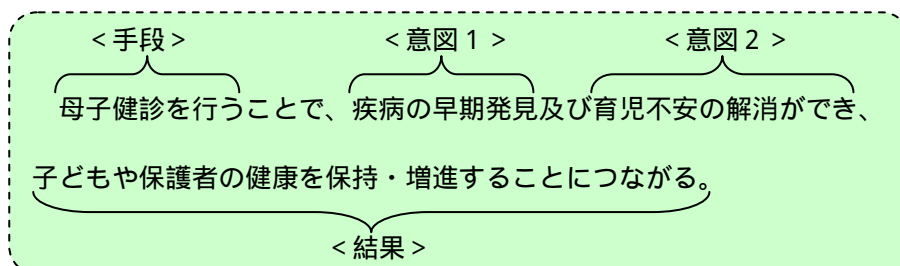 <手段> <意図1> <意図2>
母子健診を行うことで、疾病の早期発見及び育児不安の解消ができ、
子どもや保護者の健康を保持・増進することにつながる。
<結果>